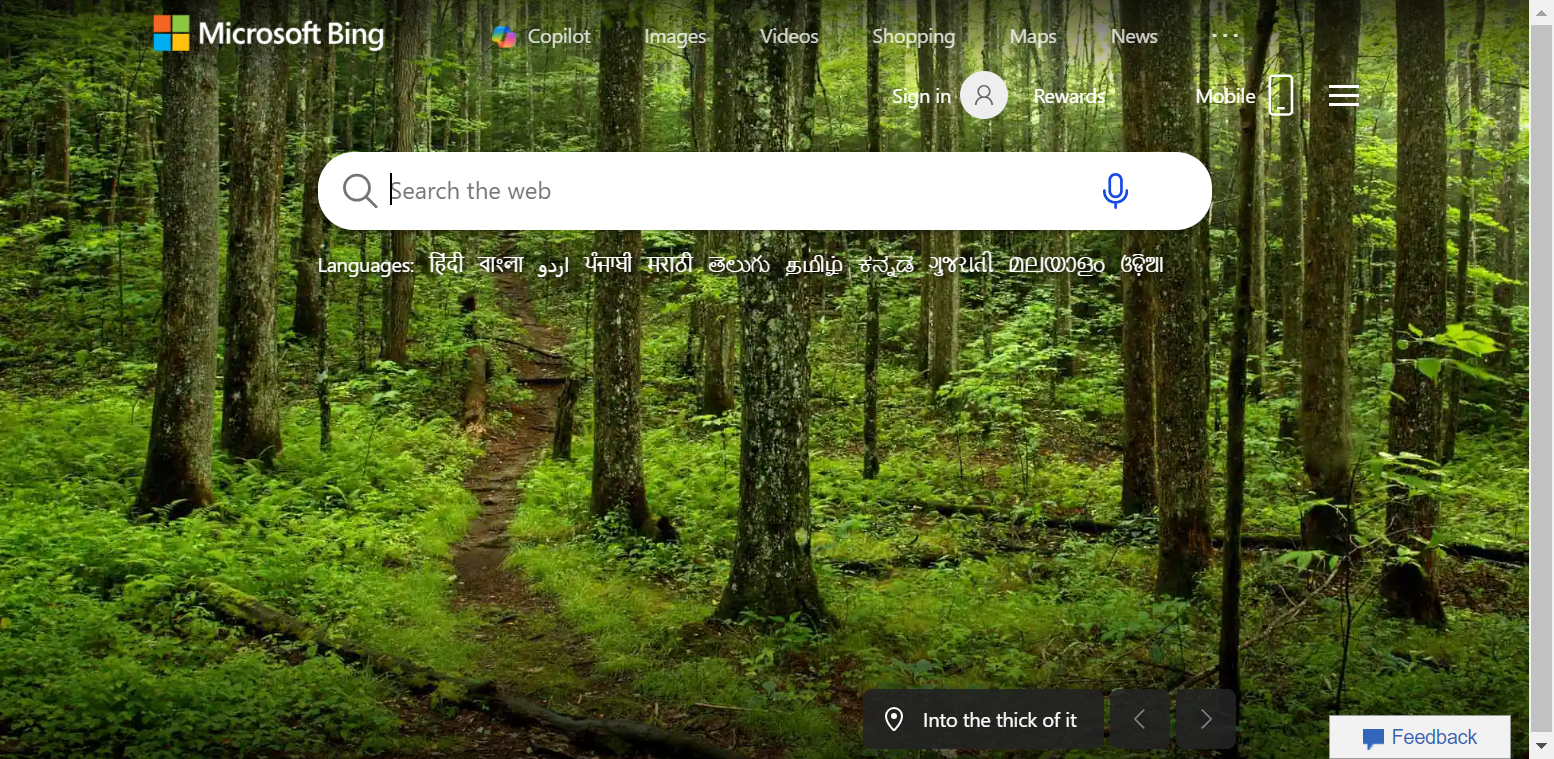 Microsoft Bing Copilot Images Videos Shopping Maps News ...
Sign in Rewards Mobile
Search the web
Languages: हिंदी বাংলা اردو ਪੰਜਾਬੀ मराठी తెలుగు தமிழ் ಕನ್ನಡ ગુજરાતી മലയാളം ଓଡ଼ିଆ
Into the thick of it
Feedback